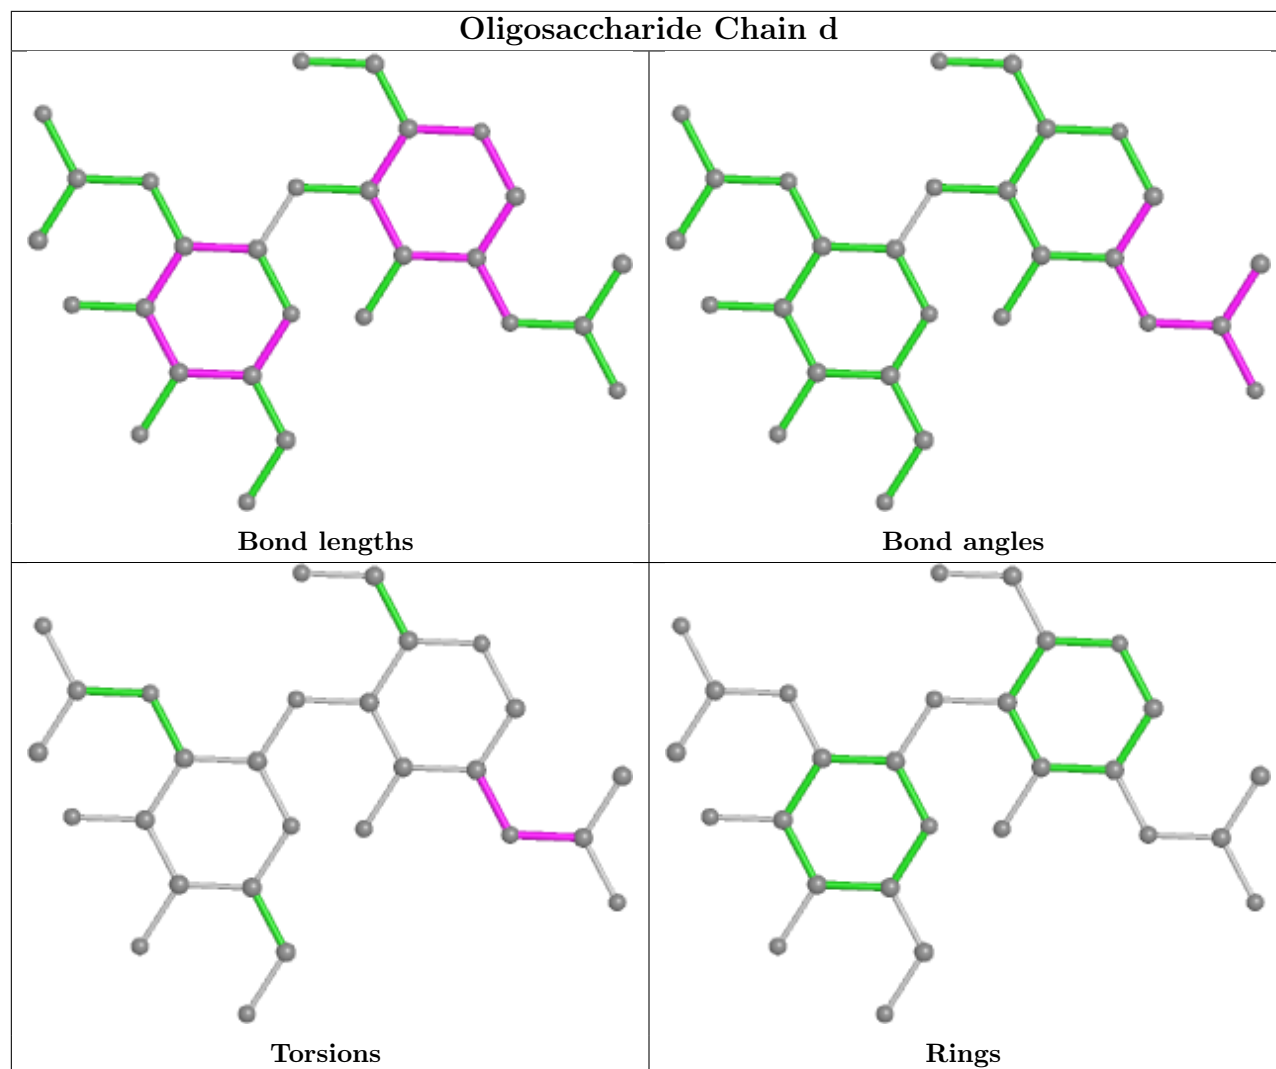 Oligosaccharide Chain d
Bond lengths
Bond angles
Torsions
Rings